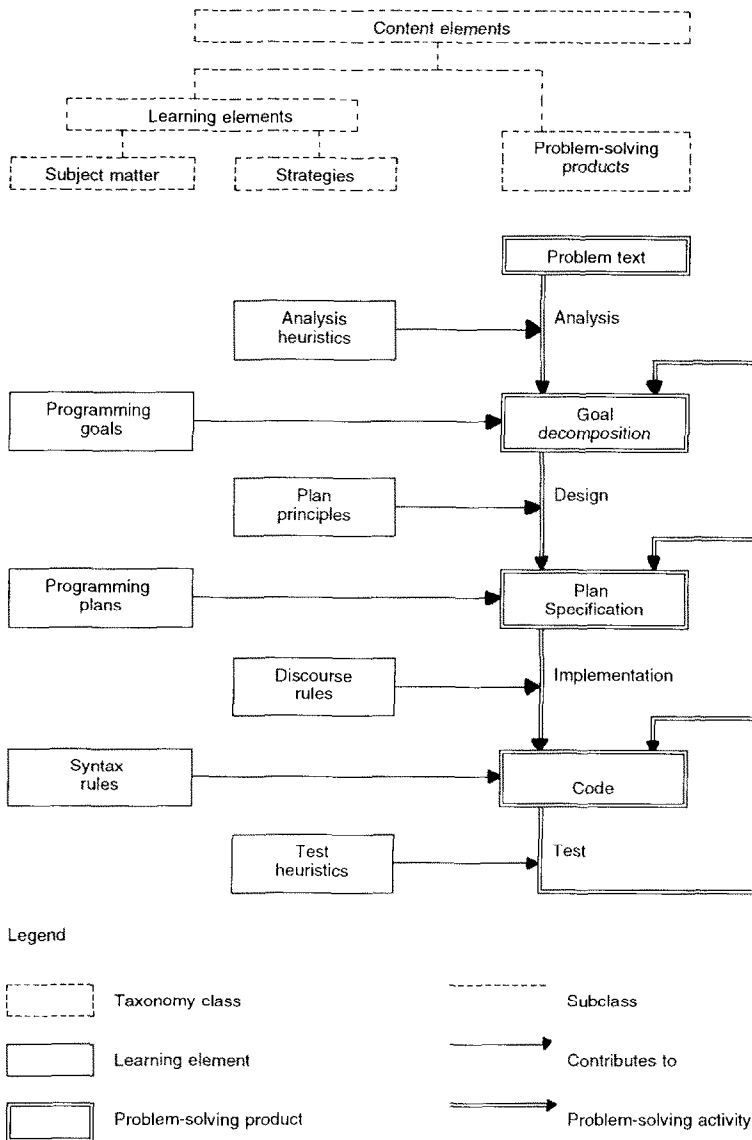 Content elements
Learning elements
Problem-solving
products
Subject matter
Strategies
Problem text
Analysis
heuristics
Analysis
Programming
goals
Goal
decomposition
Plan
principles
Design
Programming
plans
Plan
Specification
Discourse
rules
Implementation
Syntax
rules
Code
Test
heuristics
Test
Legend
Taxonomy class
Subclass
Learning element
Contributes to
Problem-solving product
Problem-solving activity